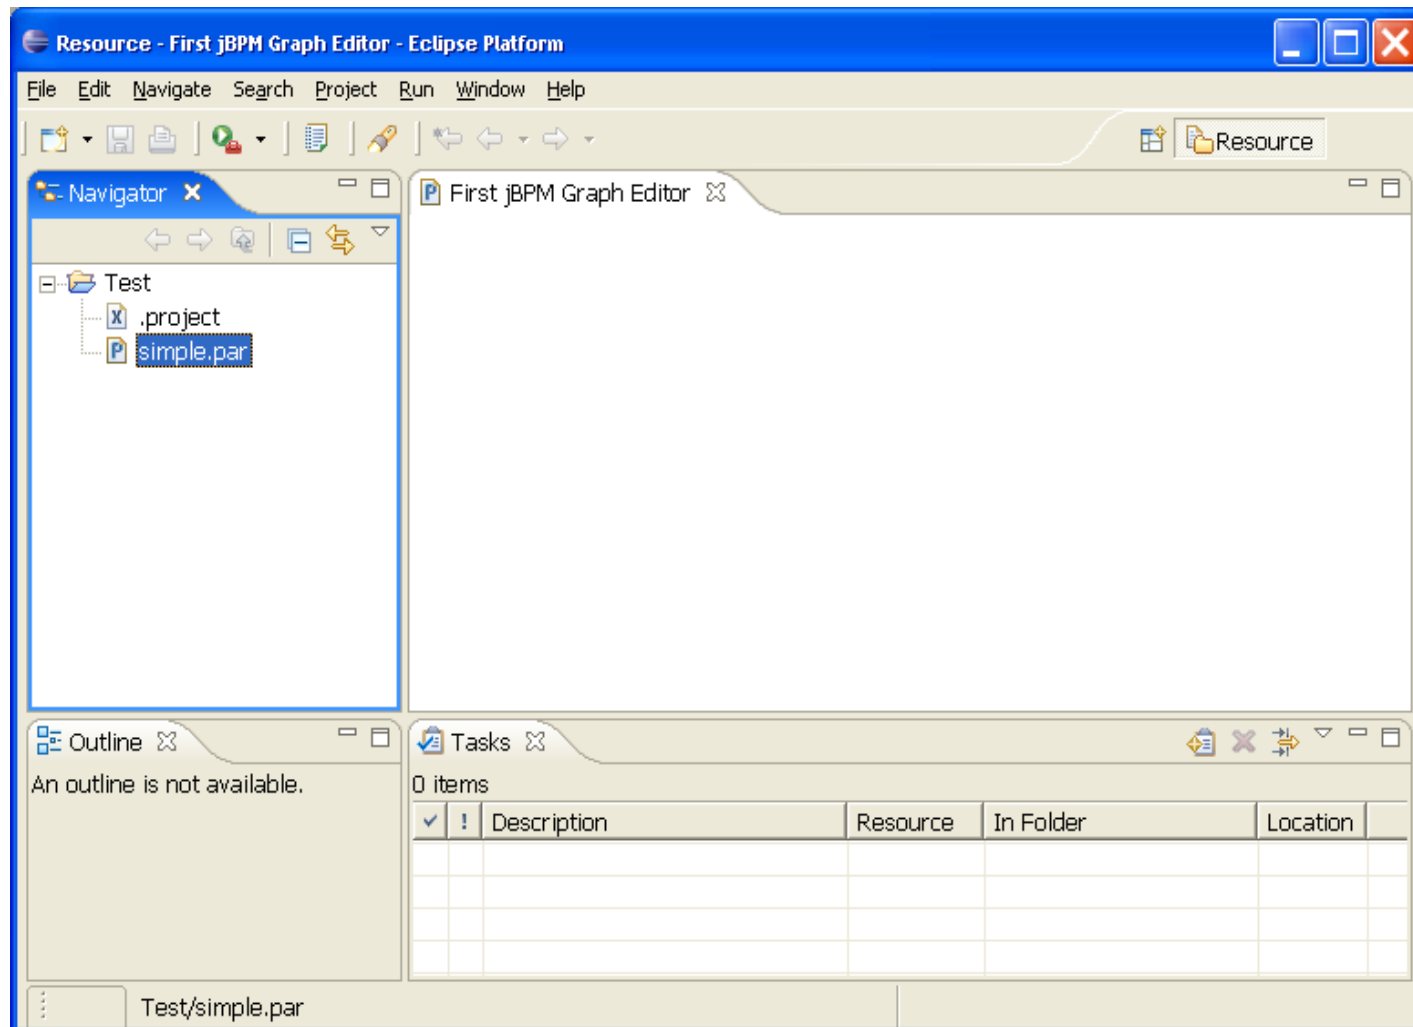 Resource - First jBPM Graph Editor - Eclipse Platform
File Edit Navigate Search Project Run Window Help
Resource
Navigator
First jBPM Graph Editor
Test
.project
simple.par
Outline
Tasks
An outline is not available.
0 items
! Description Resource In Folder Location
Test/simple.par